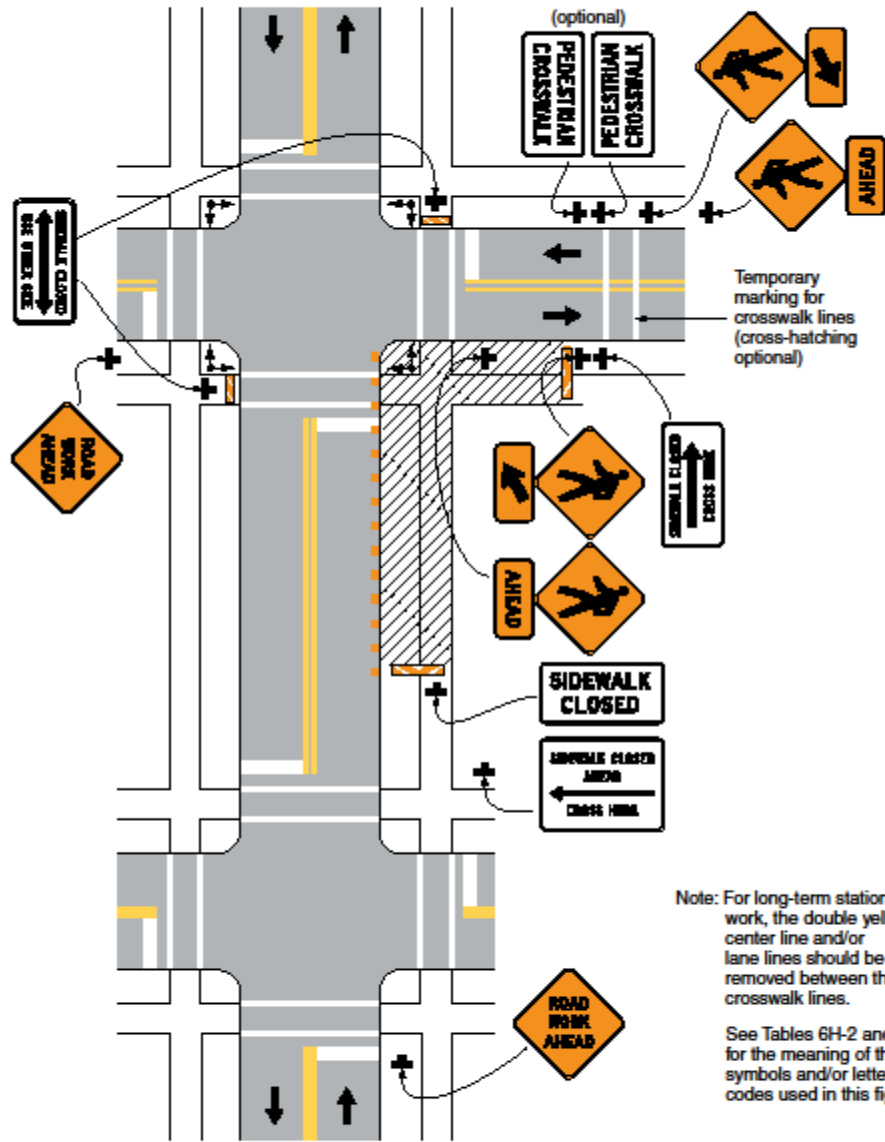 (optional)
PEDESTRIAN
CROSSWALK
PEDESTRIAN
CROSSWALK
AHEAD
SIDEWALK CLOSED
USE OTHER SIDE
Temporary
marking for
crosswalk lines
(cross-hatching
optional)
ROAD
WORK
AHEAD
CROSS HERE
AHEAD
SIDEWALK
CLOSED
SIDEWALK CLOSED
AHEAD
CROSS HERE
ROAD
WORK
AHEAD
Note: For long-term station
work, the double yel
center line and/or
lane lines should be
removed between th
crosswalk lines.
See Tables 6H-2 and
for the meaning of th
symbols and/or lette
codes used in this fi